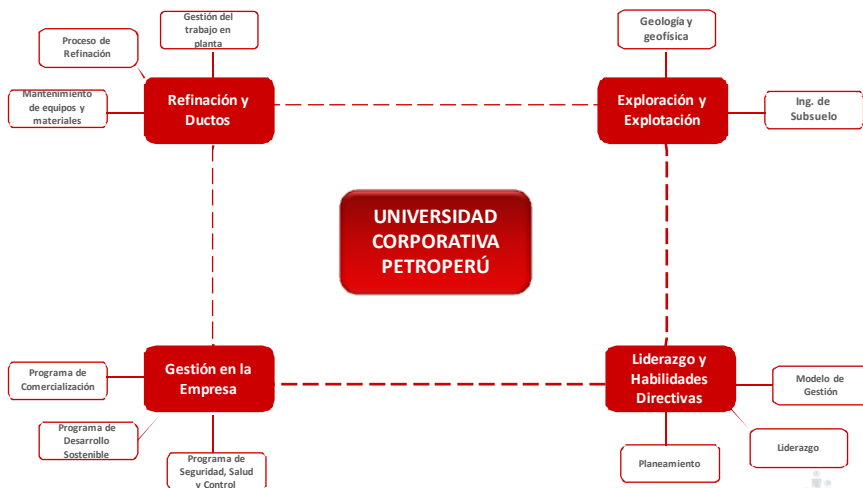 Gestión del
trabajo en
planta
Proceso de
Refinación
Mantenimiento
de equipos y
materiales
Refinación y
Ductos
Geología y
geofísica
Exploración y
Explotación
Ing. de
Subsuelo
UNIVERSIDAD
CORPORATIVA
PETROPERÚ
Programa de
Comercialización
Gestión en la
Empresa
Programa de
Desarrollo
Sostenible
Programa de
Seguridad, Salud
y Control
Liderazgo y
Habilidades
Directivas
Modelo de
Gestión
Liderazgo
Planeamiento